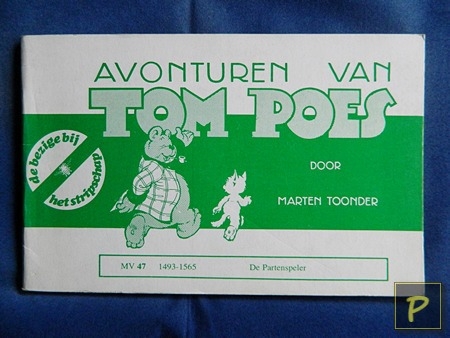 AVONTUREN VAN
TOM POES
DOOR
MARTEN TOONDER
de bezige bij
het stripschap
MV 47 1493-1565 De Partenspeler
P